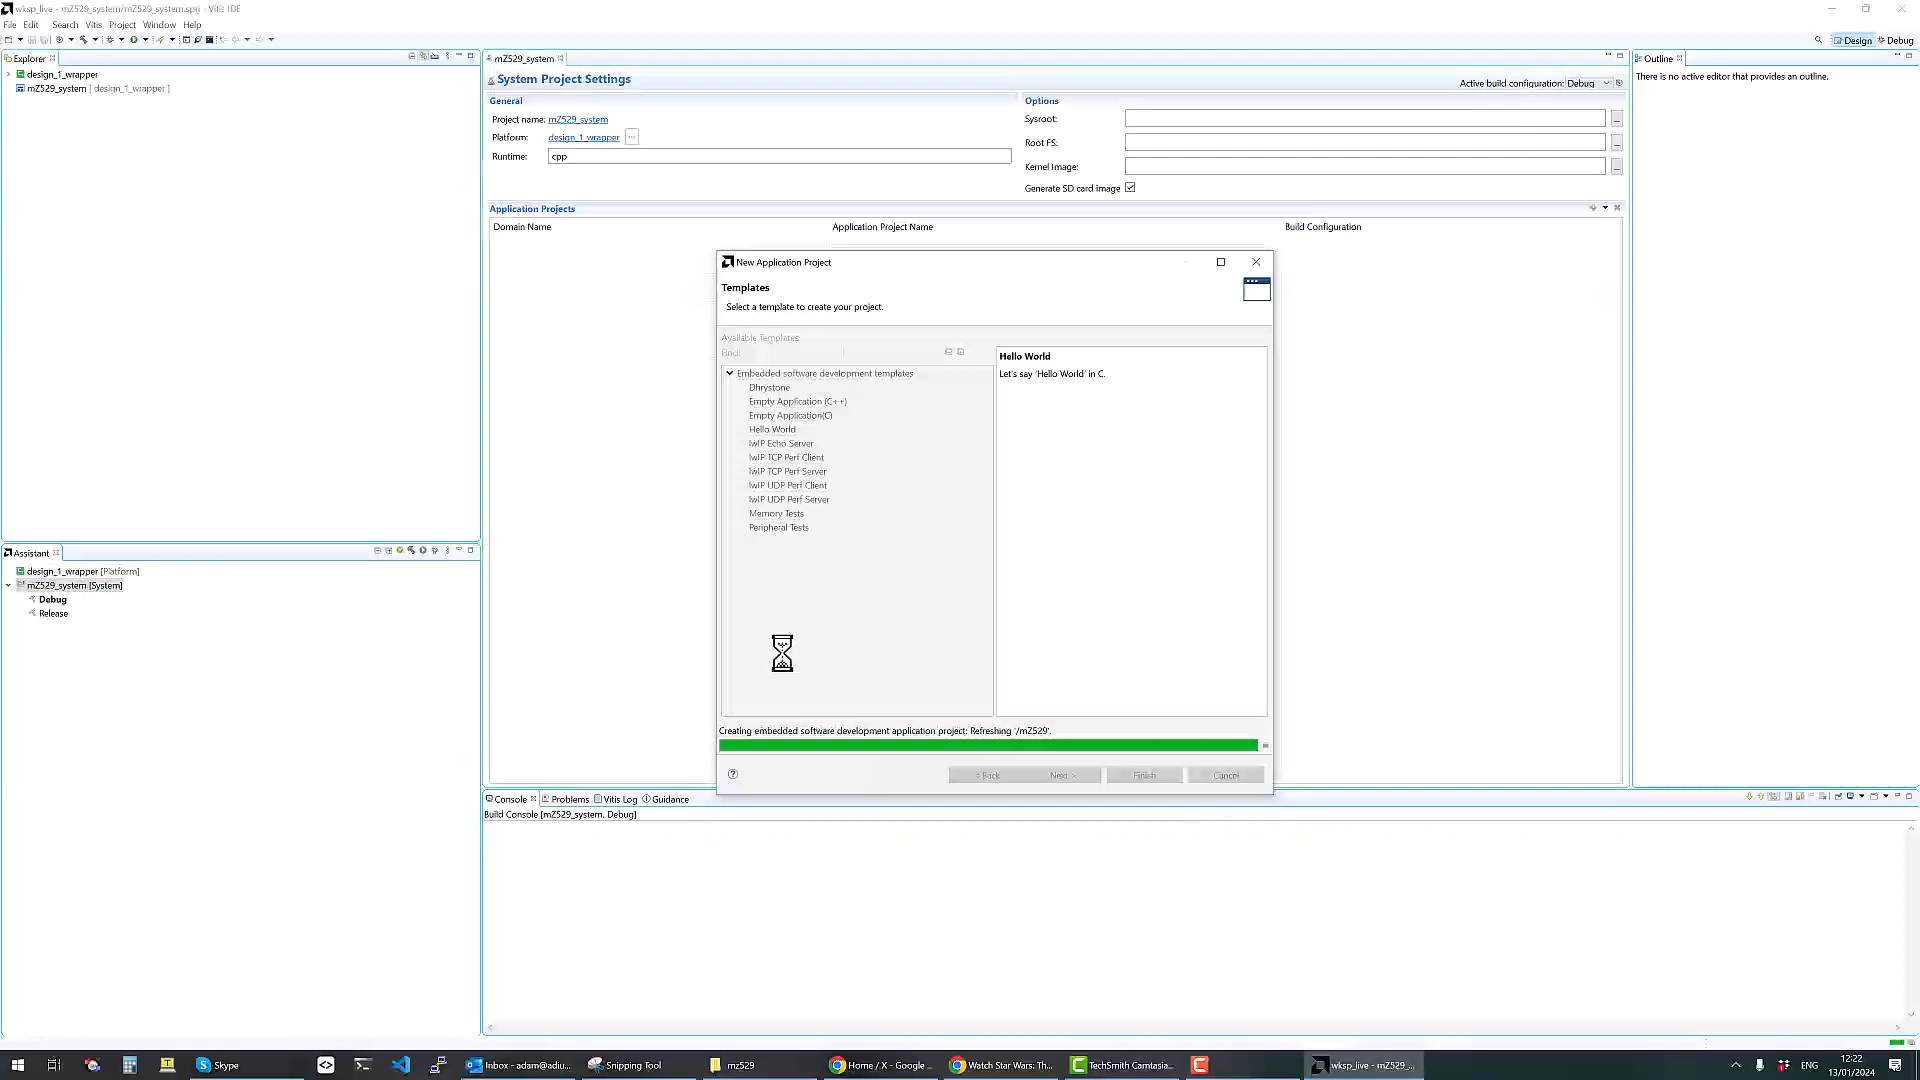 wksp_live - mZ529_system/mZ529_system.sprj - Vitis IDE
File Edit Search Vitis Project Window Help
Design Debug
Explorer
design_1_wrapper
mZ529_system [ design_1_wrapper ]
mZ529_system
System Project Settings
Active build configuration: Debug
General
Project name: mZ529_system
Platform: design_1_wrapper ...
Runtime: cpp
Options
Sysroot: ...
Root FS: ...
Kernel Image: ...
Generate SD card image
Application Projects
Domain Name Application Project Name Build Configuration
Outline
There is no active editor that provides an outline.
New Application Project
Templates
Select a template to create your project.
Available Templates:
Find:
Embedded software development templates
Dhrystone
Empty Application (C++)
Empty Application(C)
Hello World
lwIP Echo Server
lwIP TCP Perf Client
lwIP TCP Perf Server
lwIP UDP Perf Client
lwIP UDP Perf Server
Memory Tests
Peripheral Tests
Hello World
Let's say 'Hello World' in C.
Creating embedded software development application project: Refreshing '/mZ529'.
< Back Next > Finish Cancel
Assistant
design_1_wrapper [Platform]
mZ529_system [System]
Debug
Release
Console Problems Vitis Log Guidance
Build Console [mZ529_system, Debug]
Skype
Inbox - adam@adiu...
Snipping Tool
mz529
Home / X - Google ...
Watch Star Wars: Th...
TechSmith Camtasia...
wksp_live - mZ529_...
ENG
12:22
13/01/2024